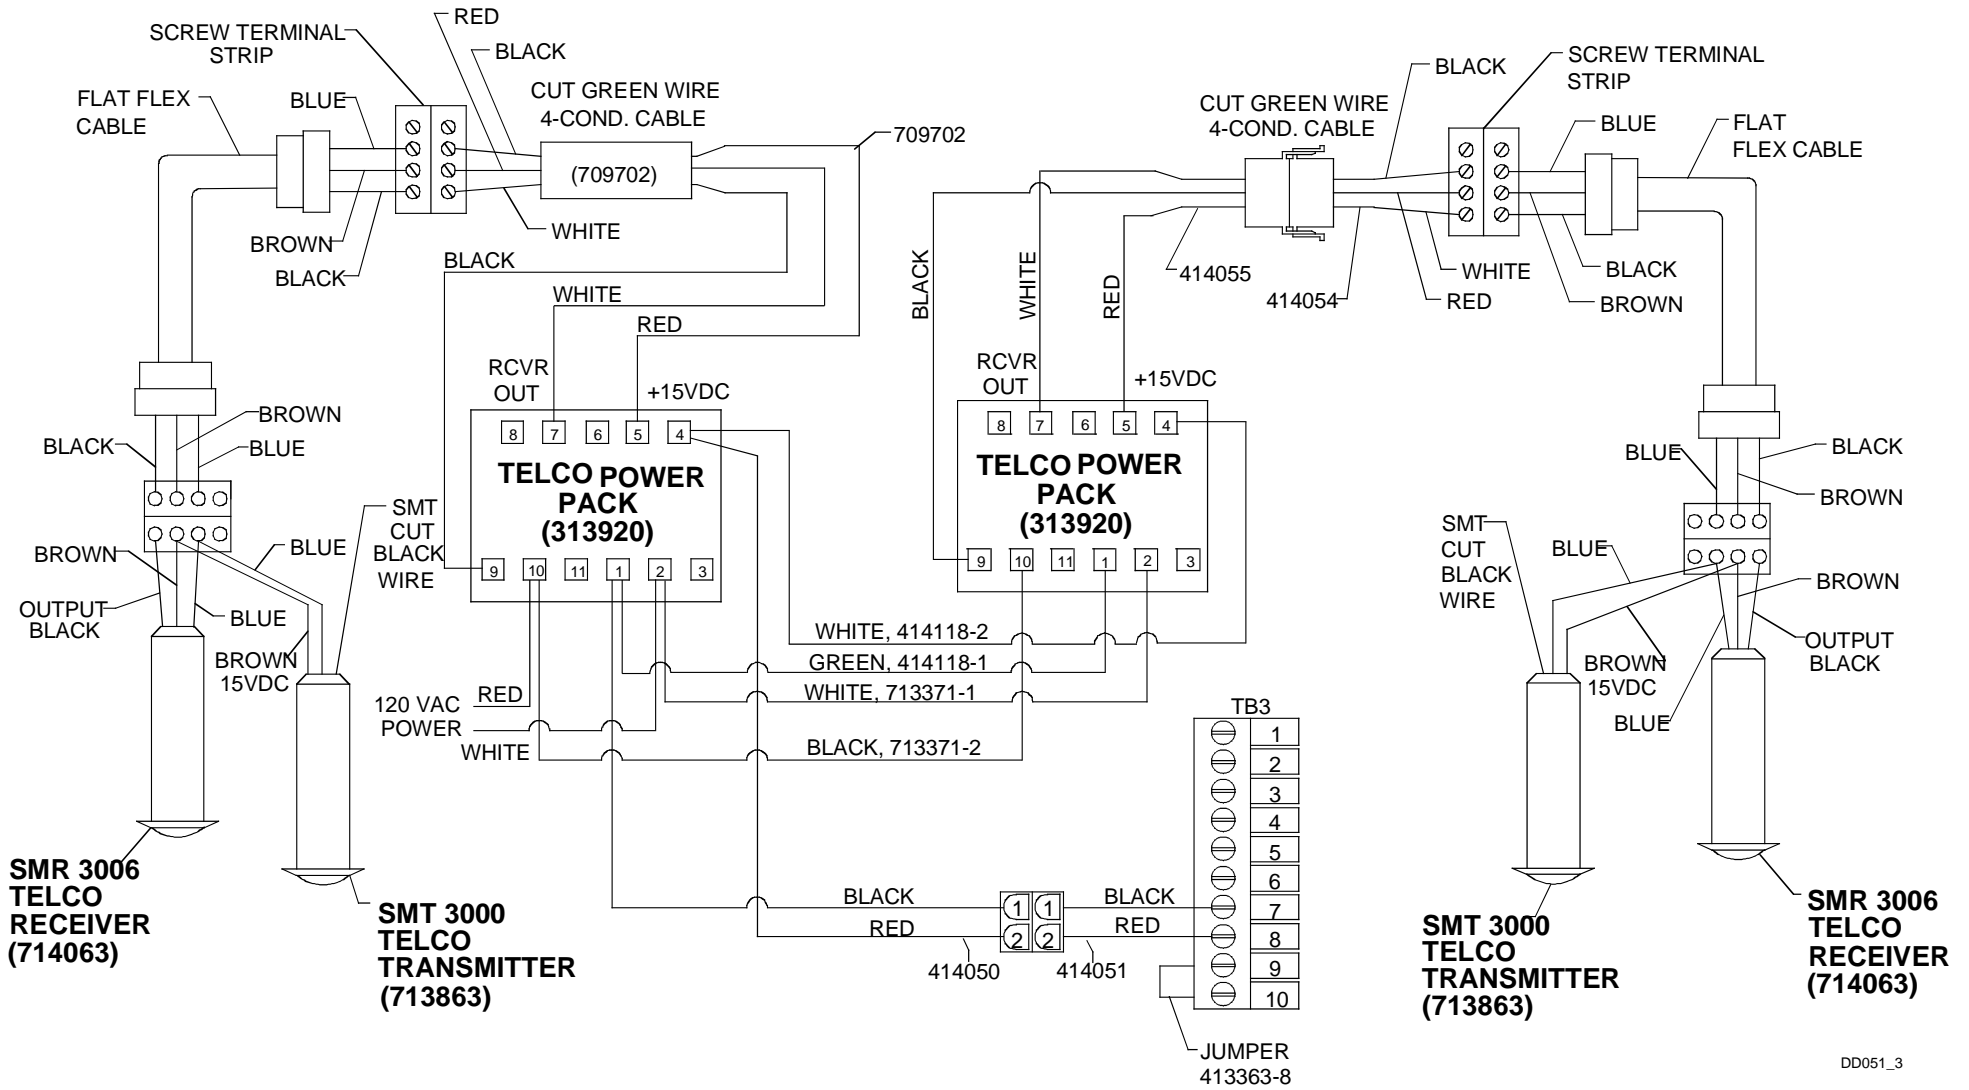 SCREW TERMINAL
STRIP
RED
BLACK
CUT GREEN WIRE
4-COND. CABLE
FLAT FLEX
CABLE
BLUE
(709702)
709702
BROWN
BLACK
WHITE
BLACK
WHITE
RED
RCVR
OUT
+15VDC
8
7
6
5
4
TELCO POWER
PACK
(313920)
9
10
11
1
2
3
BROWN
BLACK
BLUE
SMT
CUT
BLACK
WIRE
BROWN
BLUE
OUTPUT
BLACK
BLUE
BROWN
15VDC
SMR 3006
TELCO
RECEIVER
(714063)
SMT 3000
TELCO
TRANSMITTER
(713863)
120 VAC
POWER
RED
WHITE
WHITE, 414118-2
GREEN, 414118-1
WHITE, 713371-1
BLACK, 713371-2
BLACK
RED
414050
1
2
1
2
BLACK
RED
414051
TB3
1
2
3
4
5
6
7
8
9
10
JUMPER
413363-8
CUT GREEN WIRE
4-COND. CABLE
BLACK
SCREW TERMINAL
STRIP
BLUE
FLAT
FLEX CABLE
BLACK
WHITE
RED
414055
414054
WHITE
RED
BLACK
BROWN
RCVR
OUT
+15VDC
8
7
6
5
4
TELCO POWER
PACK
(313920)
9
10
11
1
2
3
BLUE
BLACK
BROWN
SMT
CUT
BLACK
WIRE
BLUE
BROWN
OUTPUT
BLACK
BROWN
15VDC
BLUE
SMT 3000
TELCO
TRANSMITTER
(713863)
SMR 3006
TELCO
RECEIVER
(714063)
DD051_3